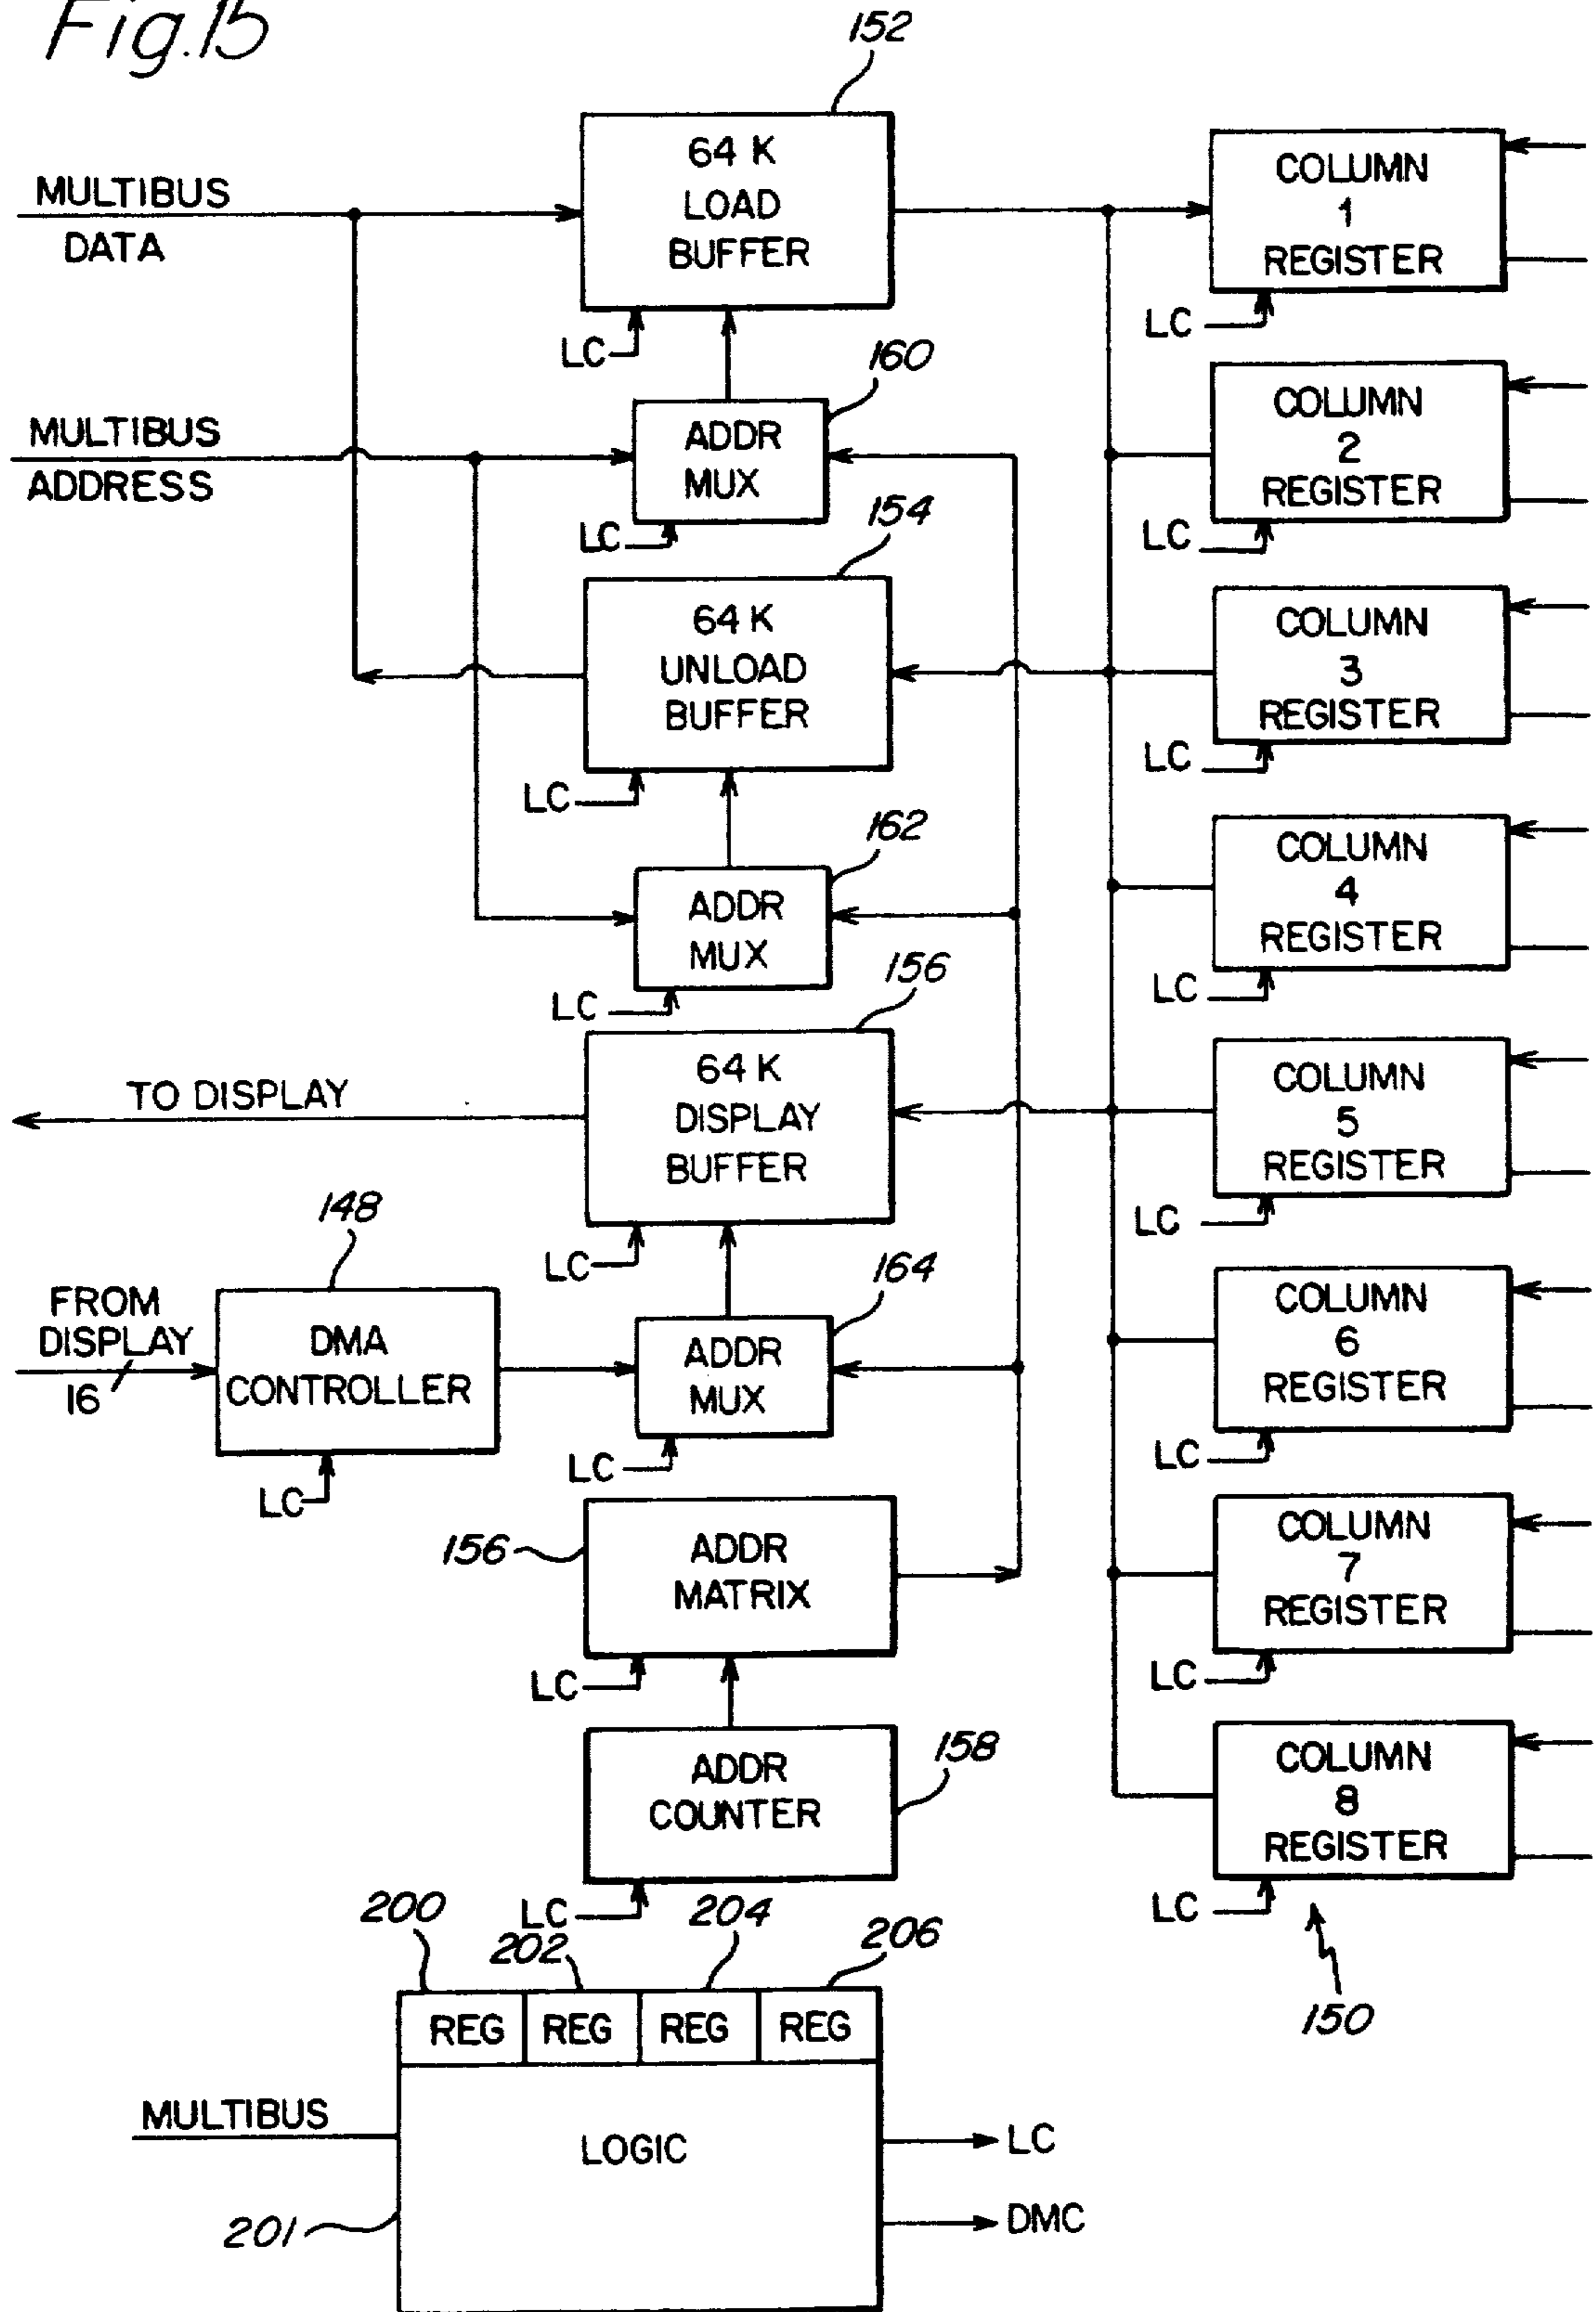 Fig.15
152
64 K
LOAD
BUFFER
MULTIBUS
DATA
LC
160
ADDR
MUX
LC
MULTIBUS
ADDRESS
154
64 K
UNLOAD
BUFFER
LC
162
ADDR
MUX
LC
156
64 K
DISPLAY
BUFFER
LC
TO DISPLAY
148
FROM
DISPLAY
16
DMA
CONTROLLER
LC
164
ADDR
MUX
LC
156
ADDR
MATRIX
LC
158
ADDR
COUNTER
LC
COLUMN
1
REGISTER
LC
COLUMN
2
REGISTER
LC
COLUMN
3
REGISTER
LC
COLUMN
4
REGISTER
LC
COLUMN
5
REGISTER
LC
COLUMN
6
REGISTER
LC
COLUMN
7
REGISTER
LC
COLUMN
8
REGISTER
LC
150
200
202
204
206
REG REG REG REG
MULTIBUS
LOGIC
LC
DMC
201